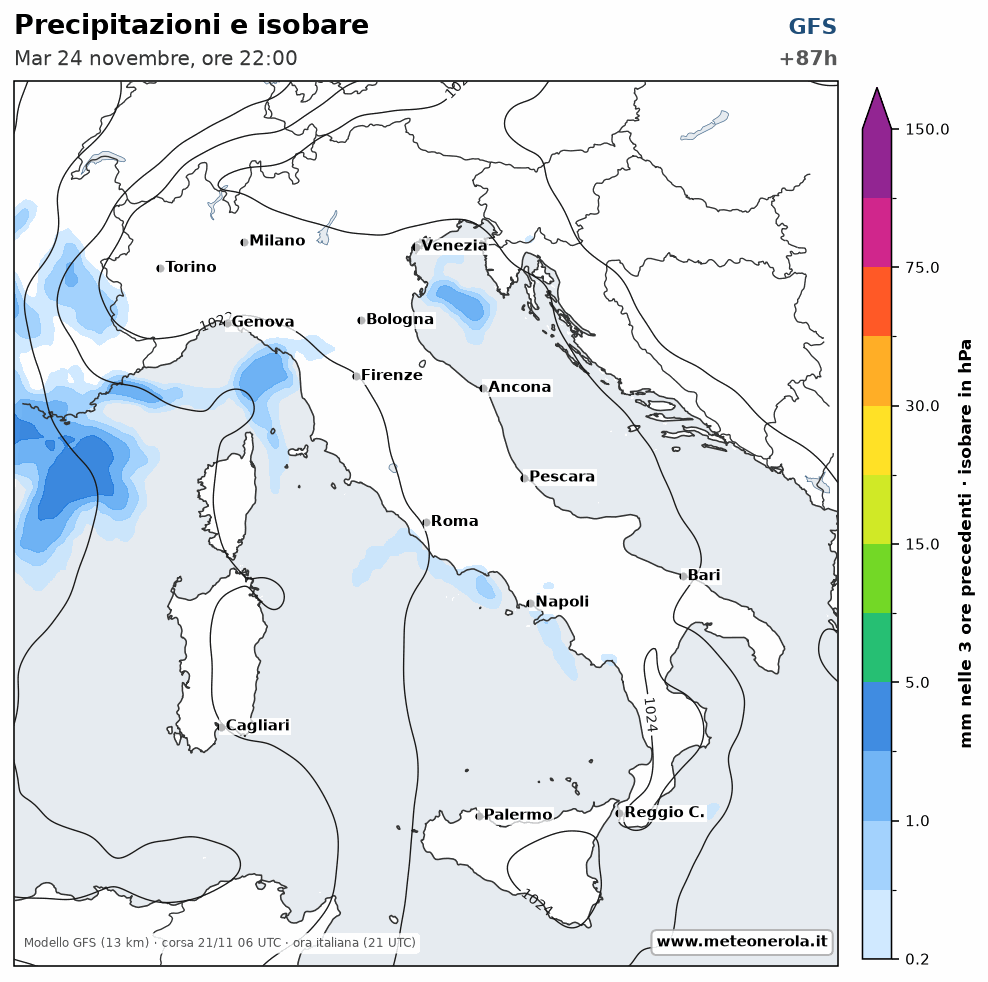 Precipitazioni e isobare
GFS
Mar 24 novembre, ore 22:00
+87h
Milano
Venezia
Torino
Genova
Bologna
Firenze
Ancona
Pescara
Roma
Bari
Napoli
1024
Cagliari
Palermo
Reggio C.
1024
Modello GFS (13 km) · corsa 21/11 06 UTC · ora italiana (21 UTC)
www.meteonerola.it
150.0
75.0
30.0
15.0
5.0
1.0
0.2
mm nelle 3 ore precedenti · isobare in hPa